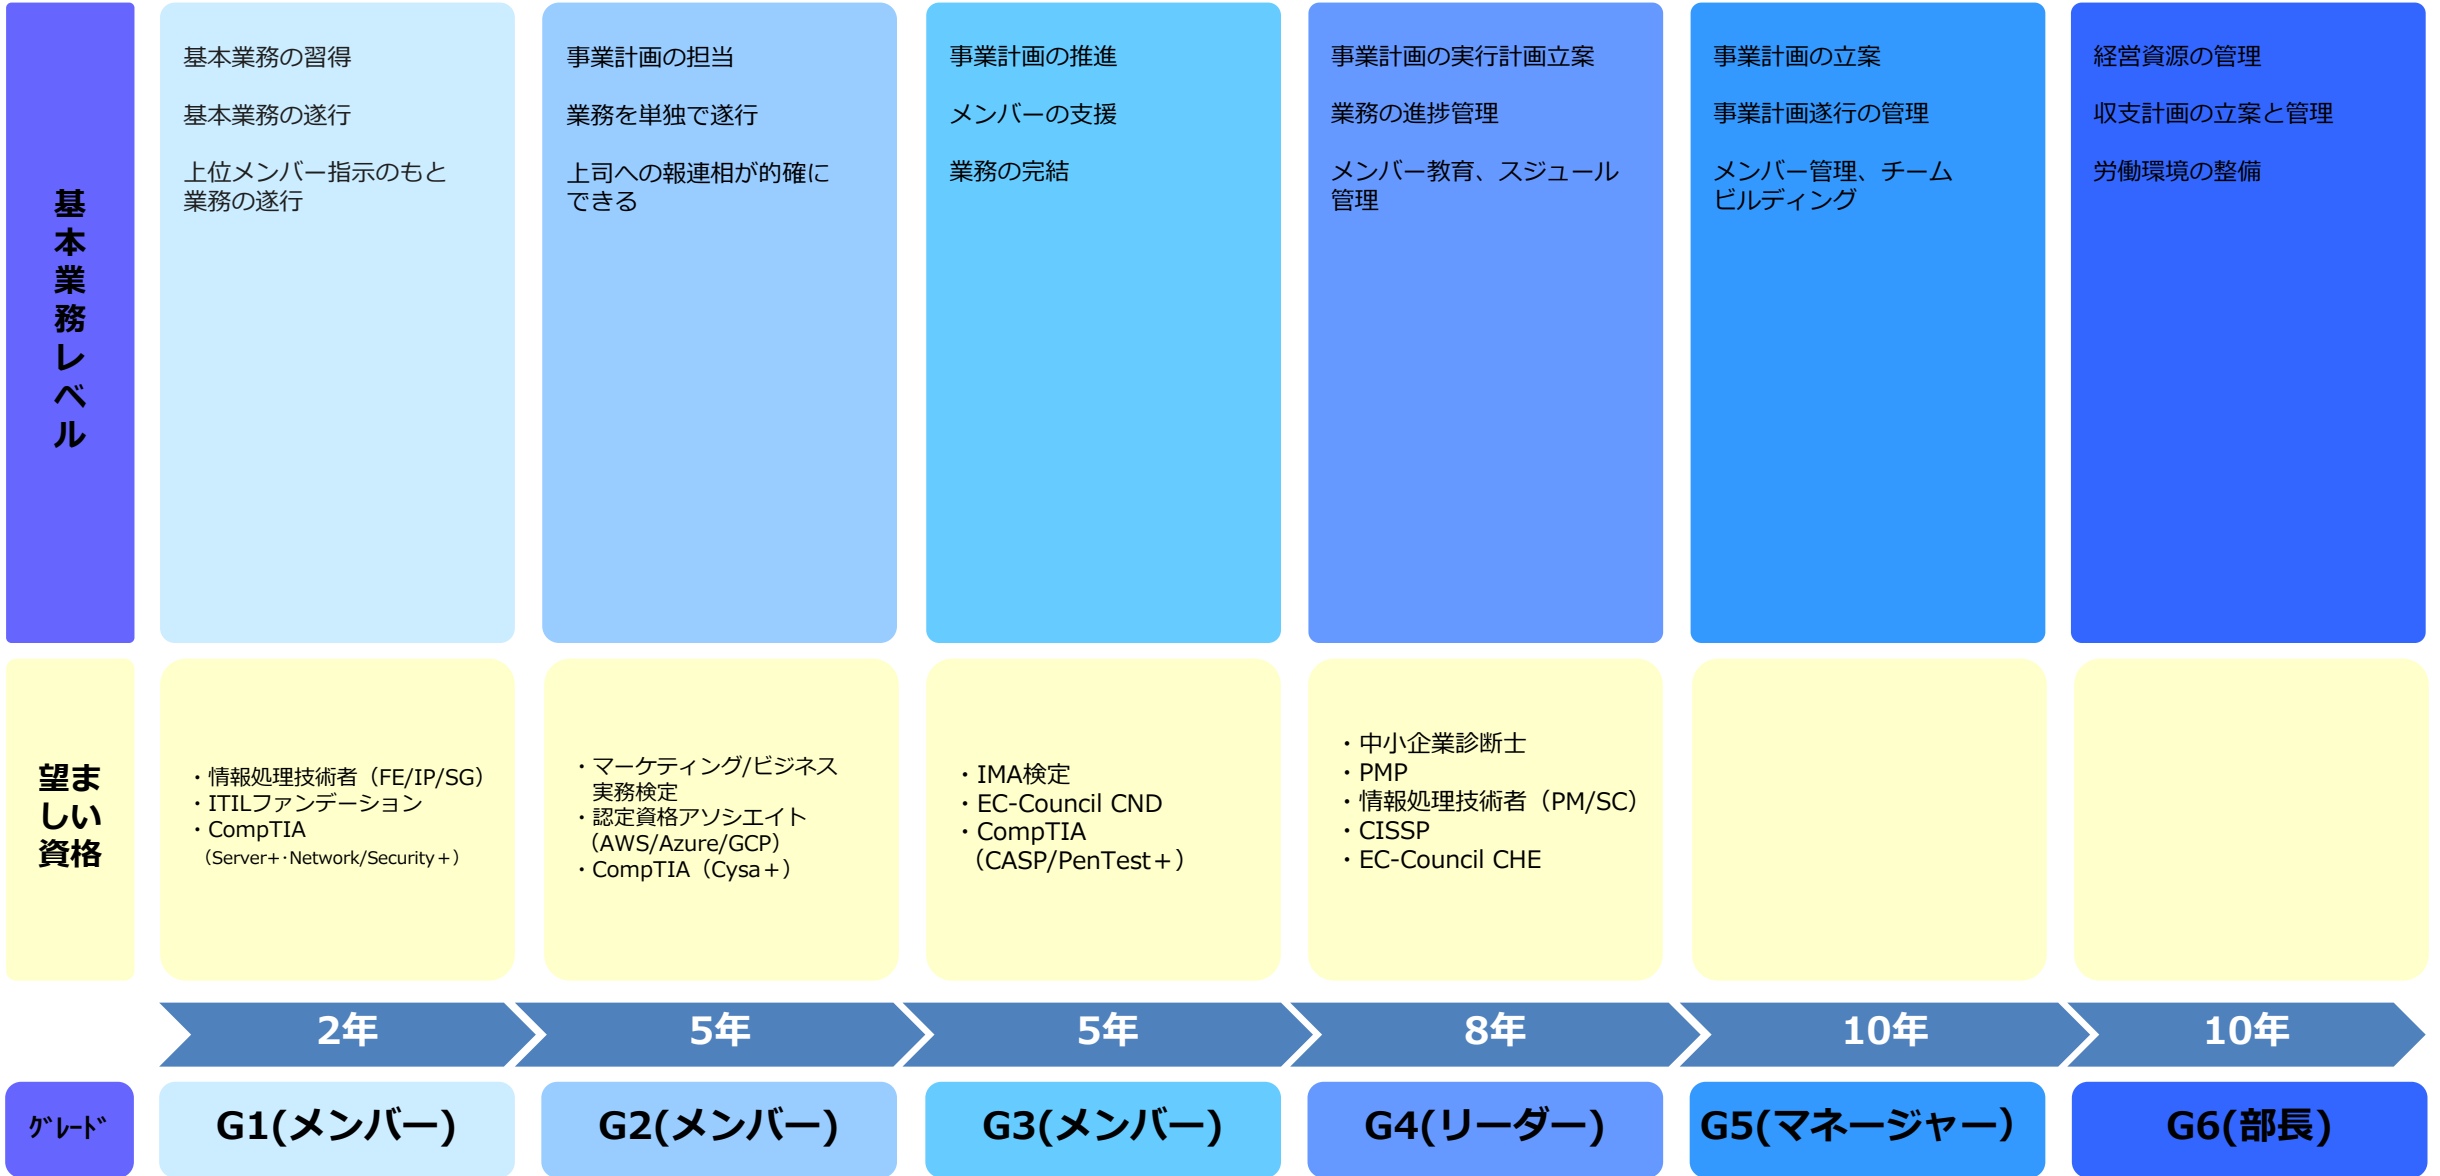 基本業務レベル
基本業務の習得
基本業務の遂行
上位メンバー指示のもと
業務の遂行
事業計画の担当
業務を単独で遂行
上司への報連相が的確に
できる
事業計画の推進
メンバーの支援
業務の完結
事業計画の実行計画立案
業務の進捗管理
メンバー教育、スジュール
管理
事業計画の立案
事業計画遂行の管理
メンバー管理、チーム
ビルディング
経営資源の管理
収支計画の立案と管理
労働環境の整備
望ま
しい
資格
・情報処理技術者（FE/IP/SG）
・ITILファンデーション
・CompTIA
（Server+･Network/Security＋）
・マーケティング/ビジネス
実務検定
・認定資格アソシエイト
（AWS/Azure/GCP）
・CompTIA（Cysa＋）
・IMA検定
・EC-Council CND
・CompTIA
（CASP/PenTest＋）
・中小企業診断士
・PMP
・情報処理技術者（PM/SC）
・CISSP
・EC-Council CHE
2年
5年
5年
8年
10年
10年
ｸﾞﾚｰﾄﾞ
G1(メンバー)
G2(メンバー)
G3(メンバー)
G4(リーダー)
G5(マネージャー）
G6(部長)